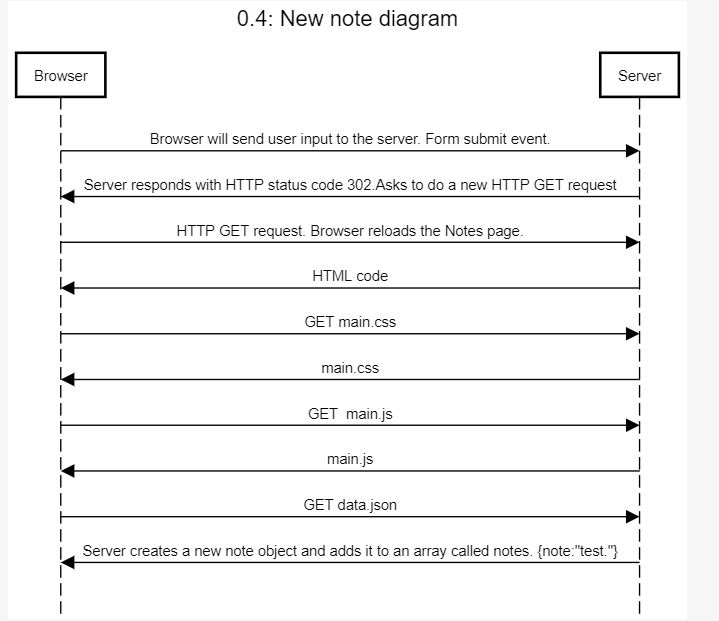 0.4: New note diagram
Browser
Server
Browser will send user input to the server. Form submit event.
Server responds with HTTP status code 302.Asks to do a new HTTP GET request
HTTP GET request. Browser reloads the Notes page.
HTML code
GET main.css
main.css
GET  main.js
main.js
GET data.json
Server creates a new note object and adds it to an array called notes. {note:"test."}